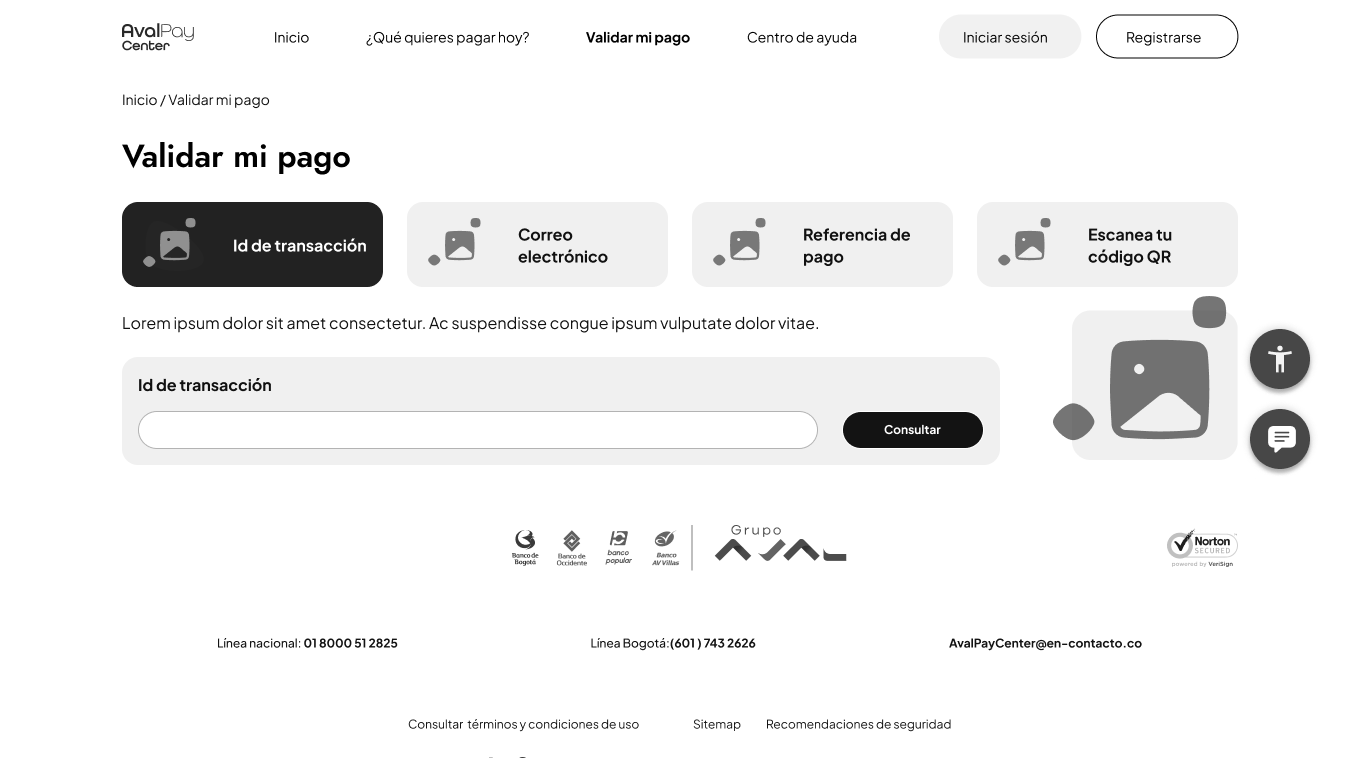 AvalPay
Center
Inicio
¿Qué quieres pagar hoy?
Validar mi pago
Centro de ayuda
Iniciar sesión
Registrarse
Inicio / Validar mi pago
Validar mi pago
Id de transacción
Correo
electrónico
Referencia de
pago
Escanea tu
código QR
Lorem ipsum dolor sit amet consectetur. Ac suspendisse congue ipsum vulputate dolor vitae.
Id de transacción
Consultar
Banco de
Bogotá
Banco de
Occidente
banco
popular
Banco
AV Villas
Grupo
AVAL
Norton
SECURED
powered by VeriSign
Línea nacional: 01 8000 51 2825
Línea Bogotá:(601 ) 743 2626
AvalPayCenter@en-contacto.co
Consultar términos y condiciones de uso
Sitemap
Recomendaciones de seguridad